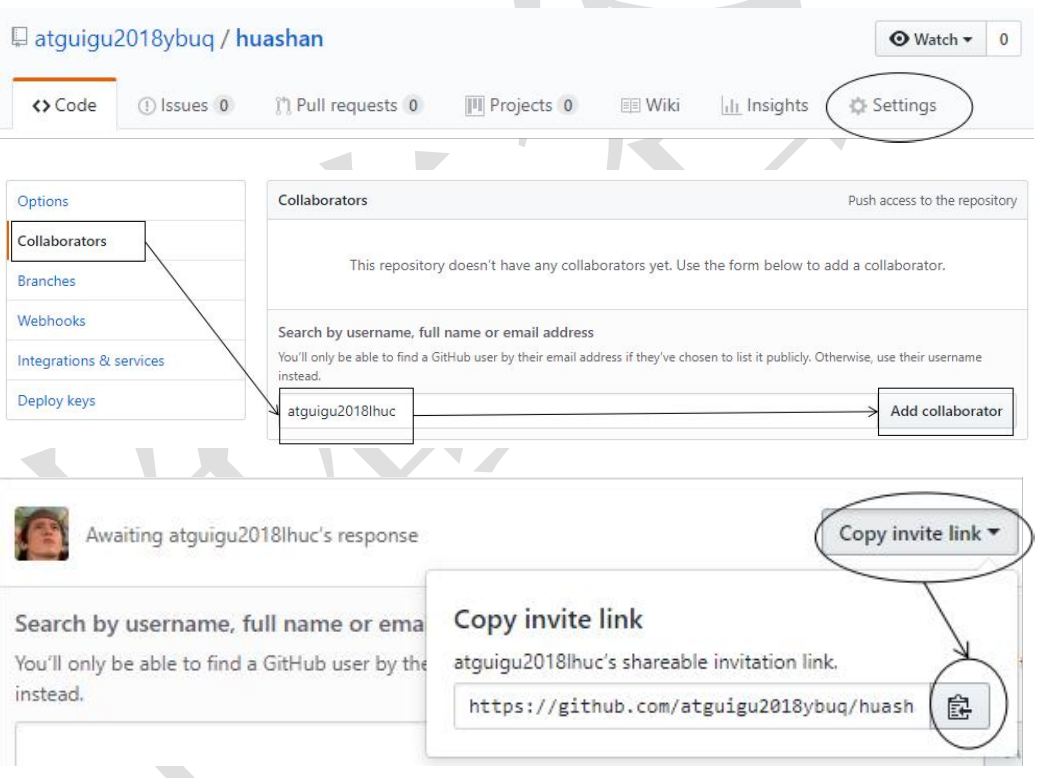 atguigu2018ybuq / huashan
Watch 0
Code Issues 0 Pull requests 0 Projects 0 Wiki Insights Settings
Options
Collaborators
Branches
Webhooks
Integrations & services
Deploy keys
Collaborators Push access to the repository
This repository doesn't have any collaborators yet. Use the form below to add a collaborator.
Search by username, full name or email address
You'll only be able to find a GitHub user by their email address if they've chosen to list it publicly. Otherwise, use their username
instead.
atguigu2018lhuc Add collaborator
Awaiting atguigu2018lhuc's response
Copy invite link
Search by username, full name or ema
You'll only be able to find a GitHub user by the
instead.
Copy invite link
atguigu2018lhuc's shareable invitation link.
https://github.com/atguigu2018ybuq/huash